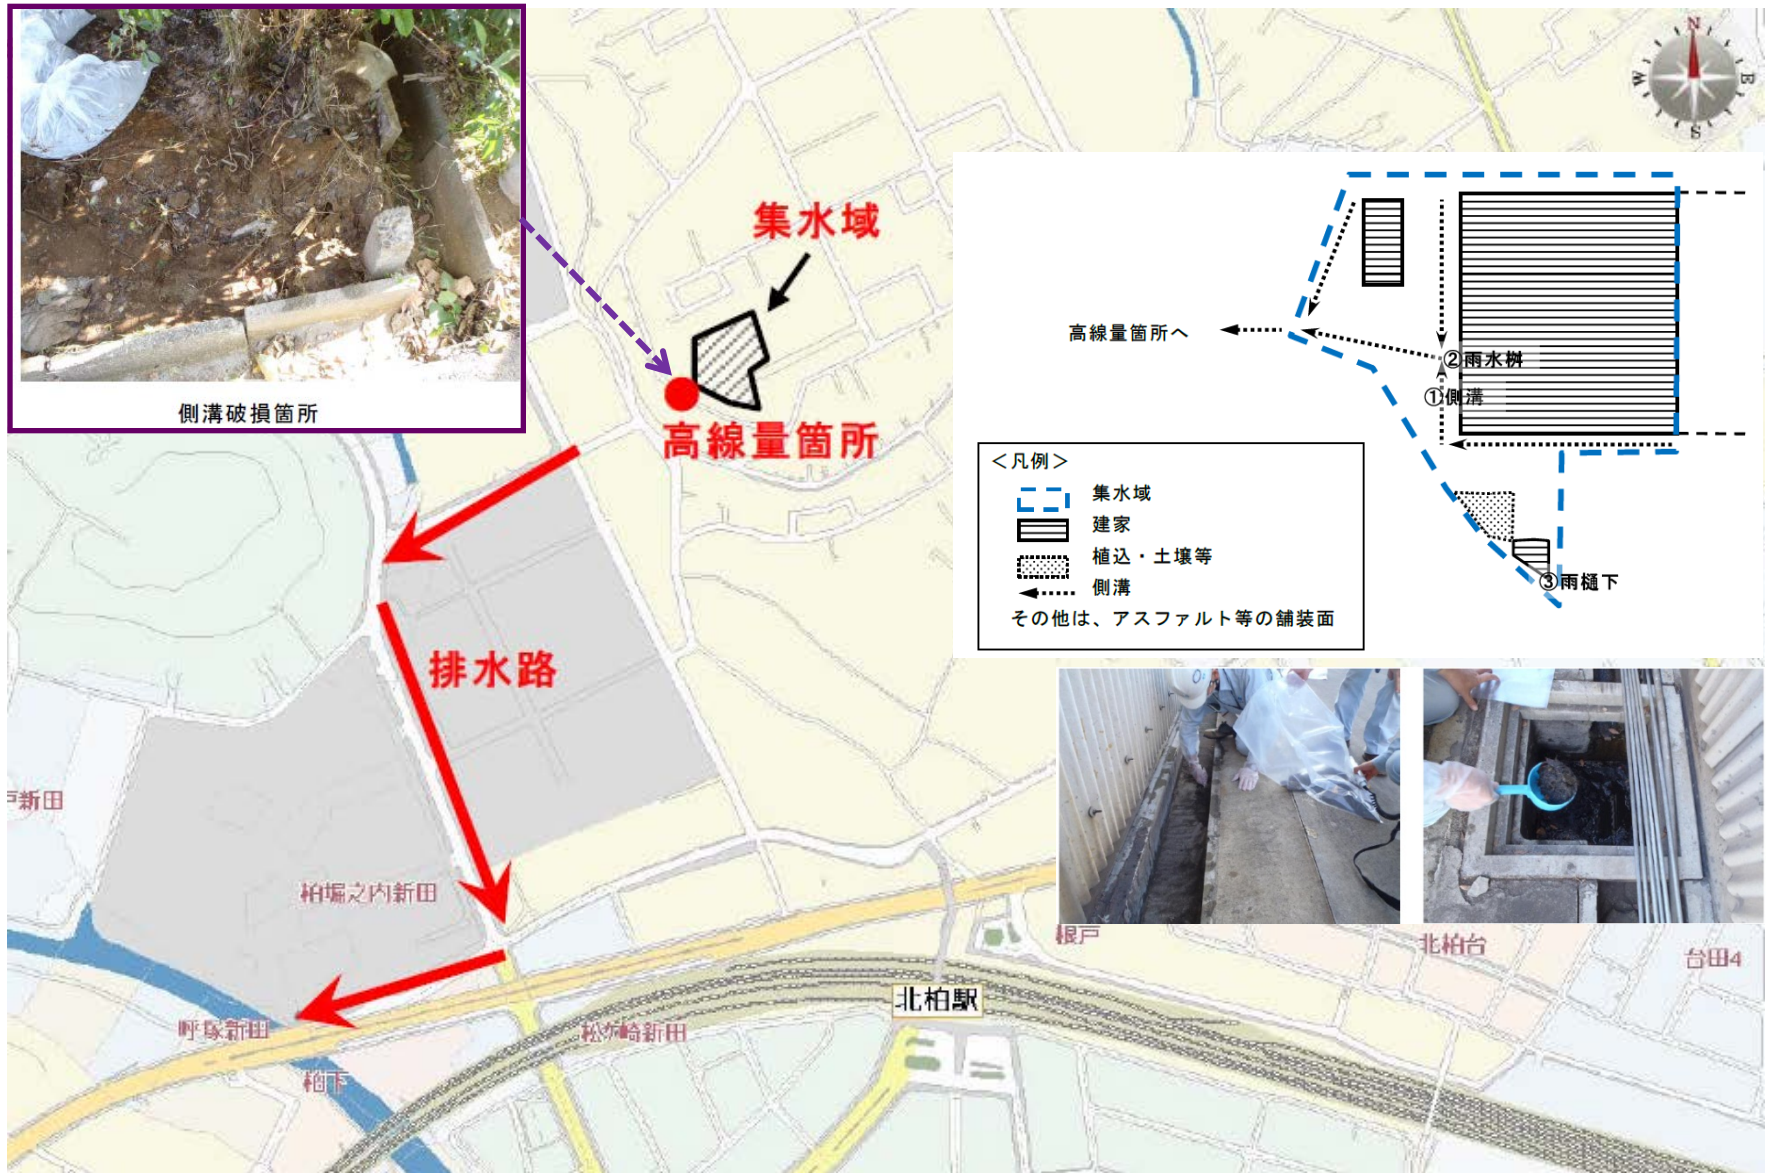 側溝破損箇所
N
W
E
S
集水域
高線量箇所
排水路
高線量箇所へ
②雨水桝
①側溝
③雨樋下
＜凡例＞
集水域
建家
植込・土壌等
側溝
その他は、アスファルト等の舗装面
戸新田
柏堀之内新田
呼塚新田
柏下
松ケ崎新田
北柏駅
根戸
北柏台
台田4